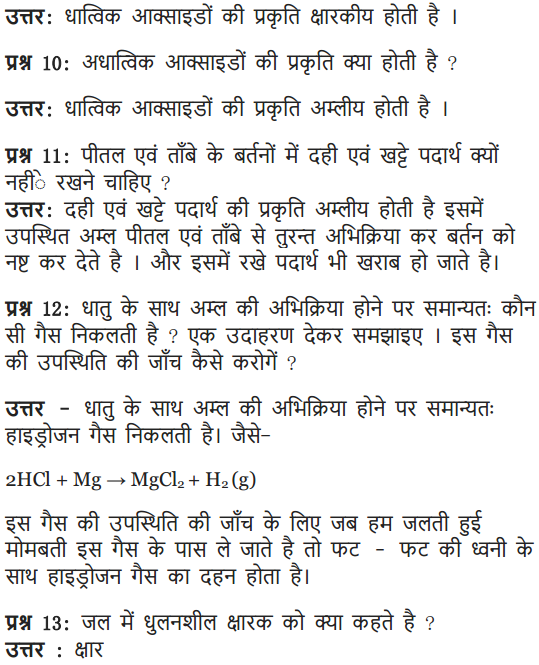 उत्तर: धात्विक आक्साइडों की प्रकृति क्षारकीय होती है ।
प्रश्न 10: अधात्विक आक्साइडों की प्रकृति क्या होती है ?
उत्तर: धात्विक आक्साइडों की प्रकृति अम्लीय होती है ।
प्रश्न 11: पीतल एवं ताँबे के बर्तनों में दही एवं खट्टे पदार्थ क्यों
नहींे रखने चाहिए ?
उत्तर: दही एवं खट्टे पदार्थ की प्रकृति अम्लीय होती है इसमें
उपस्थित अम्ल पीतल एवं ताँबे से तुरन्त अभिक्रिया कर बर्तन को
नष्ट कर देते है । और इसमें रखे पदार्थ भी खराब हो जाते है।
प्रश्न 12: धातु के साथ अम्ल की अभिक्रिया होने पर समान्यतः कौन
सी गैस निकलती है ? एक उदाहरण देकर समझाइए । इस गैस
की उपस्थिति की जाँच कैसे करोगें ?
उत्तर - धातु के साथ अम्ल की अभिक्रिया होने पर समान्यतः
हाइड्रोजन गैस निकलती है। जैसे-
2HCl + Mg → MgCl₂ + H₂ (g)
इस गैस की उपस्थिति की जाँच के लिए जब हम जलती हुई
मोमबती इस गैस के पास ले जाते है तो फट - फट की ध्वनी के
साथ हाइड्रोजन गैस का दहन होता है।
प्रश्न 13: जल में धुलनशील क्षारक को क्या कहते है ?
उत्तर : क्षार